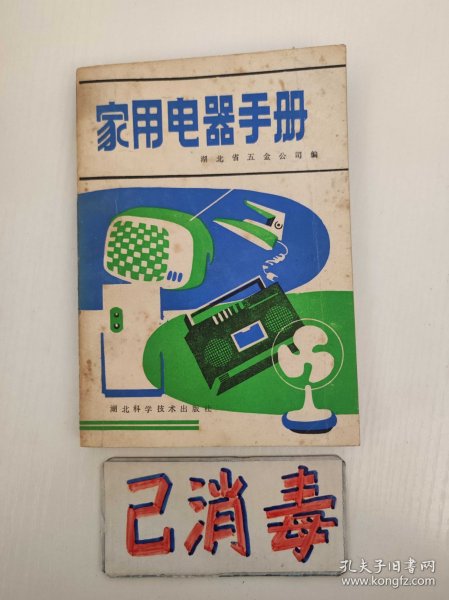 家用电器手册
湖北省五金公司编
湖北科学技术出版社
已消毒
孔夫子旧书网
www.kongfz.com